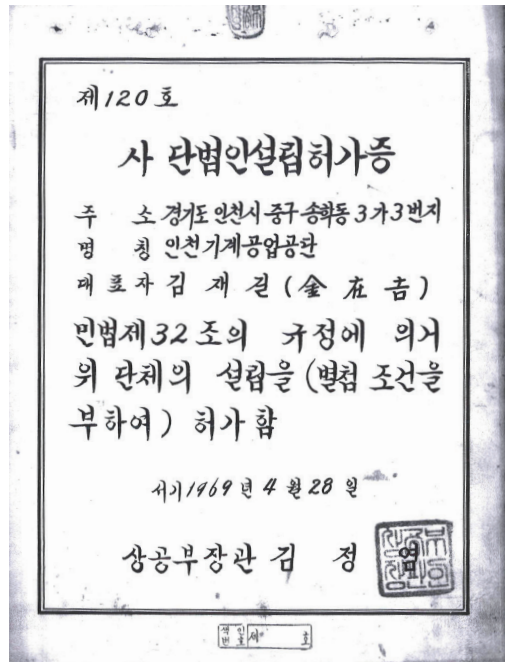 제120호
사단법인설립허가증
주 소 경기도 인천시 중구 송학동 3가 3번지
명 칭 인천기계공업공단
대표자 김 재 길 (金 在 吉)
민법제32조의 규정에 의거
위 단체의 설립을 (별첨 조건을
부하여) 허가함
서기 1969년 4월 28일
상공부장관 김 정 염
제 호